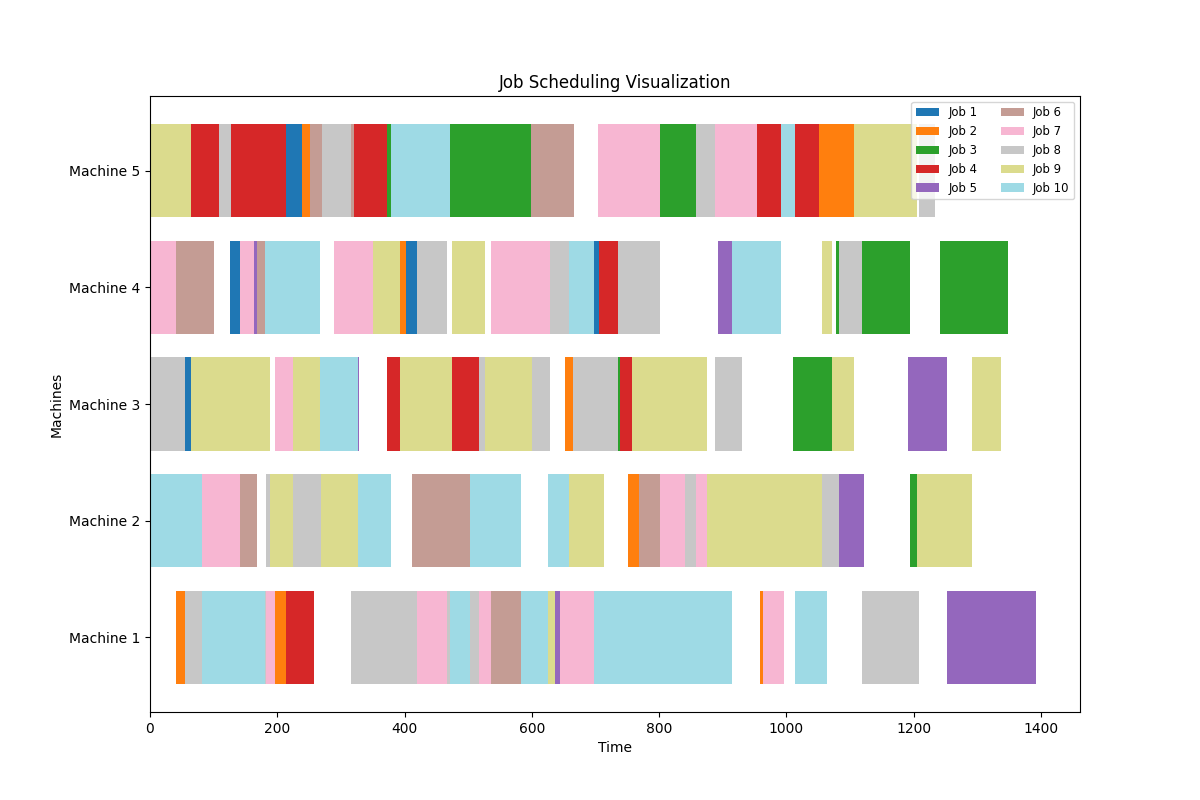 Job Scheduling Visualization
Job 1
Job 2
Job 3
Job 4
Job 5
Job 6
Job 7
Job 8
Job 9
Job 10
Machine 5
Machine 4
Machine 3
Machine 2
Machine 1
Machines
0 200 400 600 800 1000 1200 1400
Time